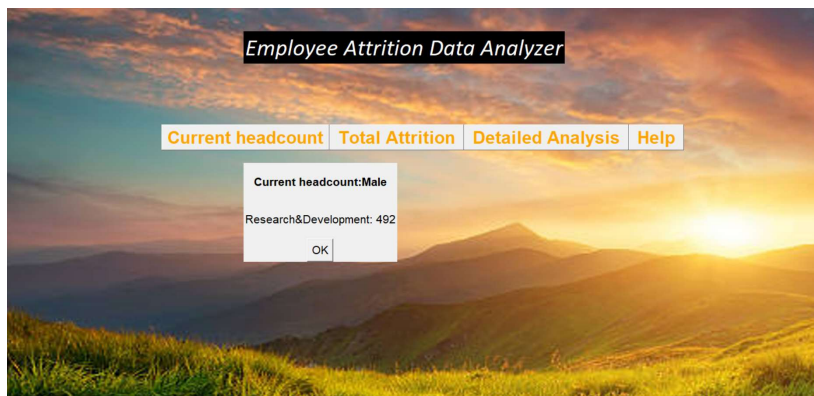 Employee Attrition Data Analyzer
Current headcount Total Attrition Detailed Analysis Help
Current headcount:Male
Research&Development: 492
OK